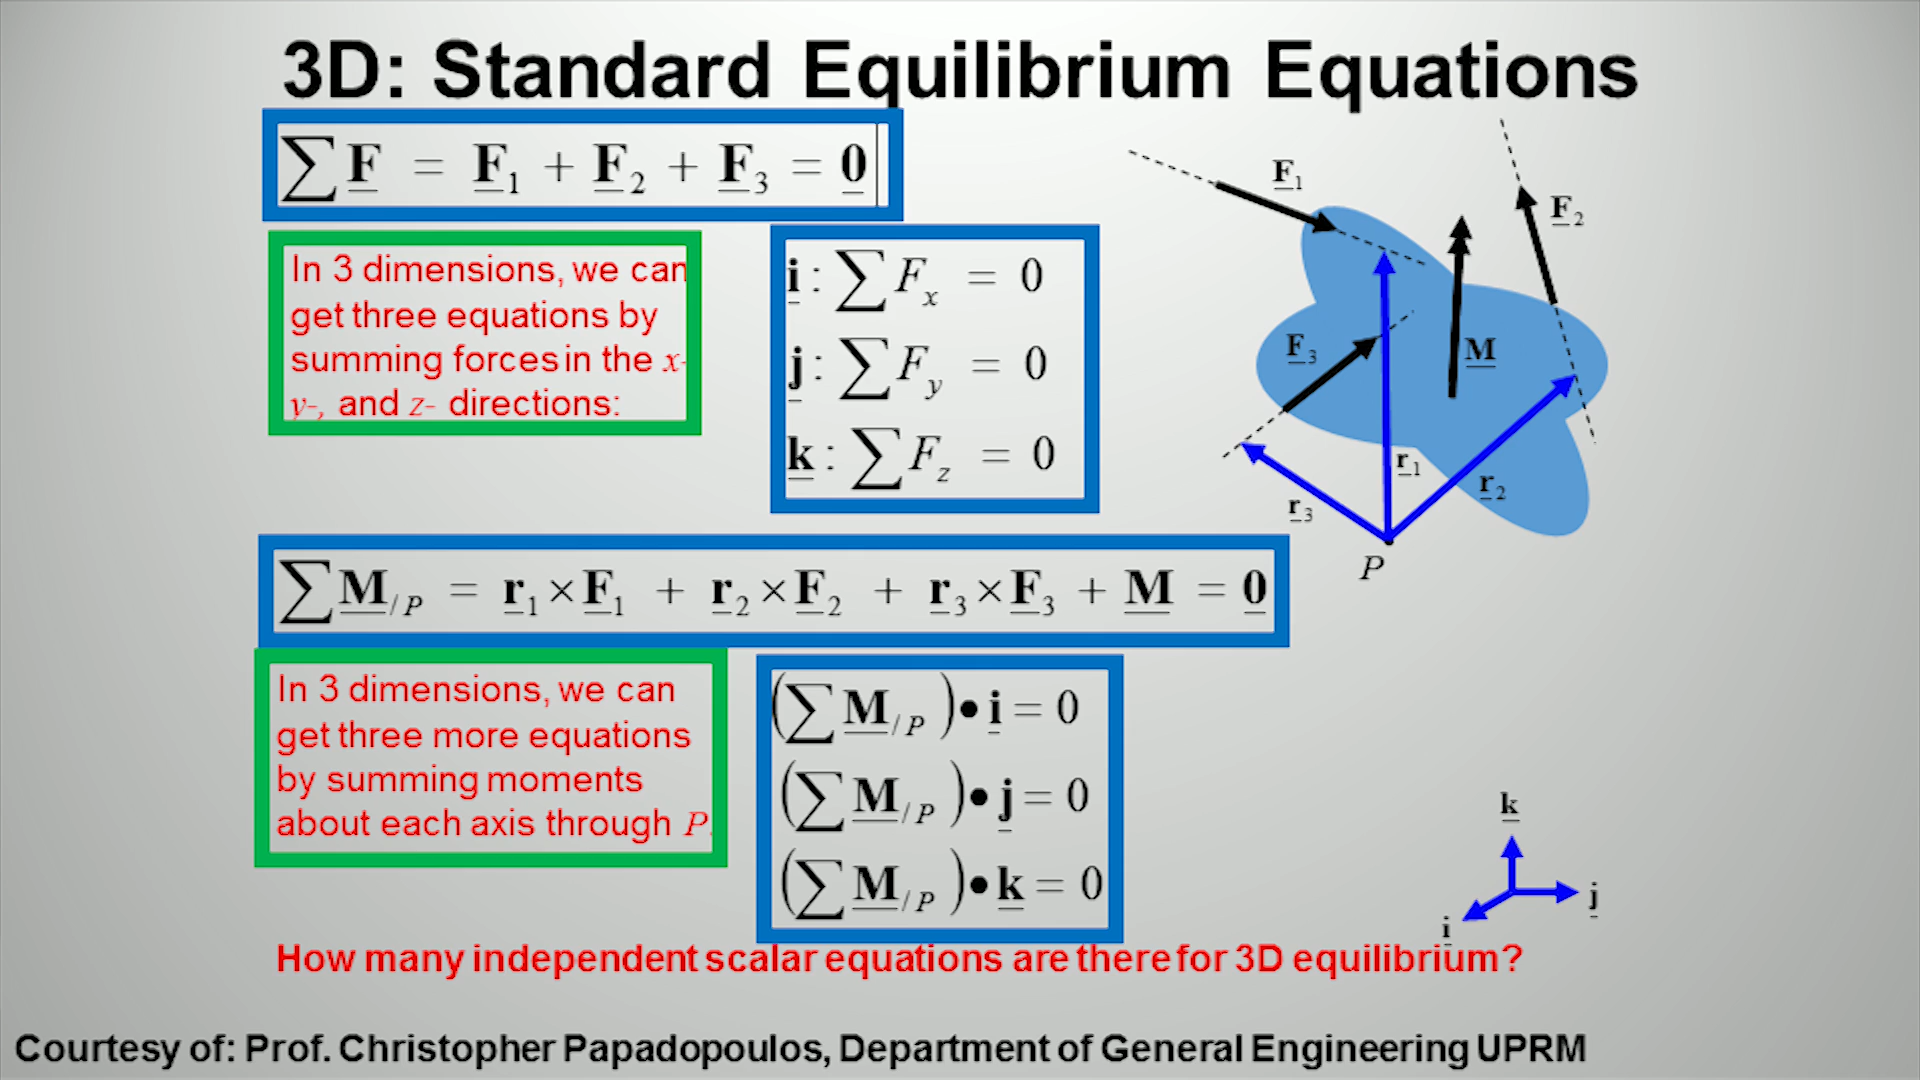 3D: Standard Equilibrium Equations
∑F = F₁ + F₂ + F₃ = 0
In 3 dimensions, we can
get three equations by
summing forces in the x-
y-, and z- directions:
i : ∑Fx = 0
j : ∑Fy = 0
k : ∑Fz = 0
F₁
F₂
F₃
M
r₁
r₂
r₃
P
∑M/P = r₁×F₁ + r₂×F₂ + r₃×F₃ + M = 0
In 3 dimensions, we can
get three more equations
by summing moments
about each axis through P.
(∑M/P)•i = 0
(∑M/P)•j = 0
(∑M/P)•k = 0
k
j
i
How many independent scalar equations are there for 3D equilibrium?
Courtesy of: Prof. Christopher Papadopoulos, Department of General Engineering UPRM